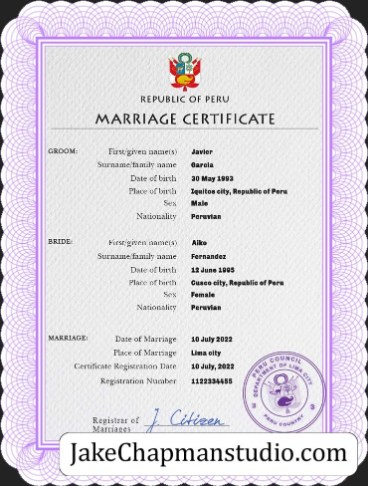 REPUBLIC OF PERU
MARRIAGE CERTIFICATE
GROOM: First/given name(s) Javier
Surname/family name Garcia
Date of birth 30 May 1993
Place of birth Iquitos city, Republic of Peru
Sex Male
Nationality Peruvian
BRIDE: First/given name(s) Aiko
Surname/family name Fernandez
Date of birth 12 June 1995
Place of birth Cusco city, Republic of Peru
Sex Female
Nationality Peruvian
MARRIAGE: Date of Marriage 10 July 2022
Place of Marriage Lima city
Certificate Registration Date 10 July, 2022
Registration Number 1122334455
PERU COUNCIL
DEPARTMENT OF LIMA CITY
PERU COUNTRY
Registrar of J. Citizen
Marriages
JakeChapmanstudio.com